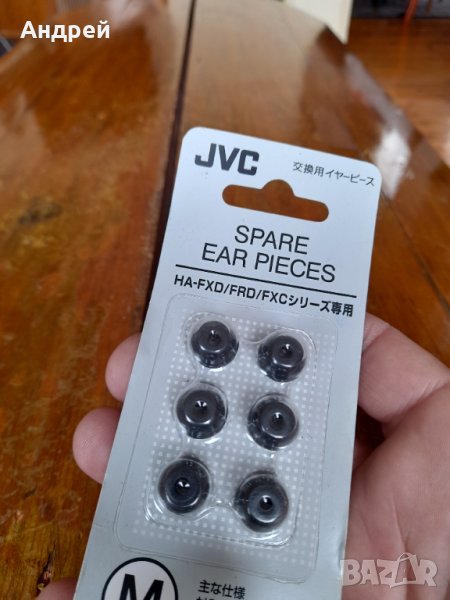 Андрей
JVC 交換用イヤーピース
SPARE
EAR PIECES
HA-FXD/FRD/FXCシリーズ専用
M 主な仕様
BAZAR